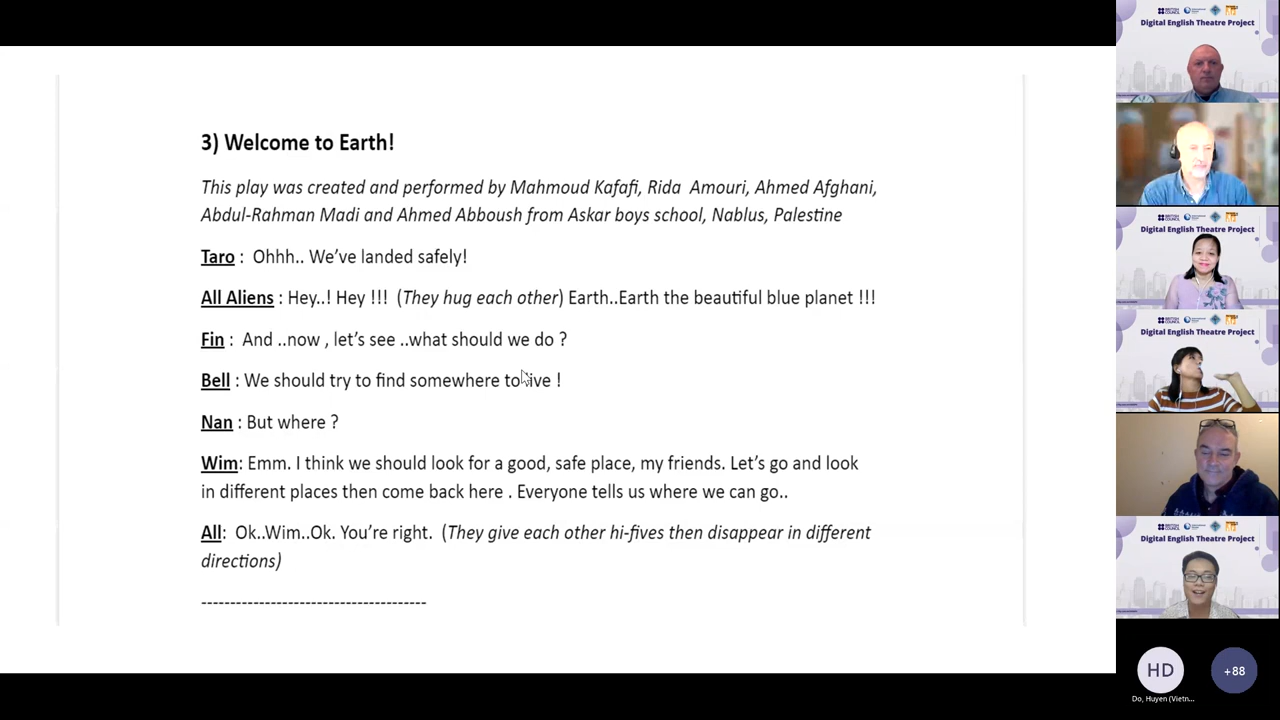 3) Welcome to Earth!
This play was created and performed by Mahmoud Kafafi, Rida Amouri, Ahmed Afghani,
Abdul-Rahman Madi and Ahmed Abboush from Askar boys school, Nablus, Palestine
Taro : Ohhh.. We've landed safely!
All Aliens : Hey..! Hey !!! (They hug each other) Earth..Earth the beautiful blue planet !!!
Fin : And ..now , let's see ..what should we do ?
Bell : We should try to find somewhere to live !
Nan : But where ?
Wim: Emm. I think we should look for a good, safe place, my friends. Let's go and look
in different places then come back here . Everyone tells us where we can go..
All: Ok..Wim..Ok. You're right. (They give each other hi-fives then disappear in different
directions)
---------------------------------------
Digital English Theatre Project
Digital English Theatre Project
Digital English Theatre Project
Digital English Theatre Project
HD
+88
Do, Huyen (Vietn...